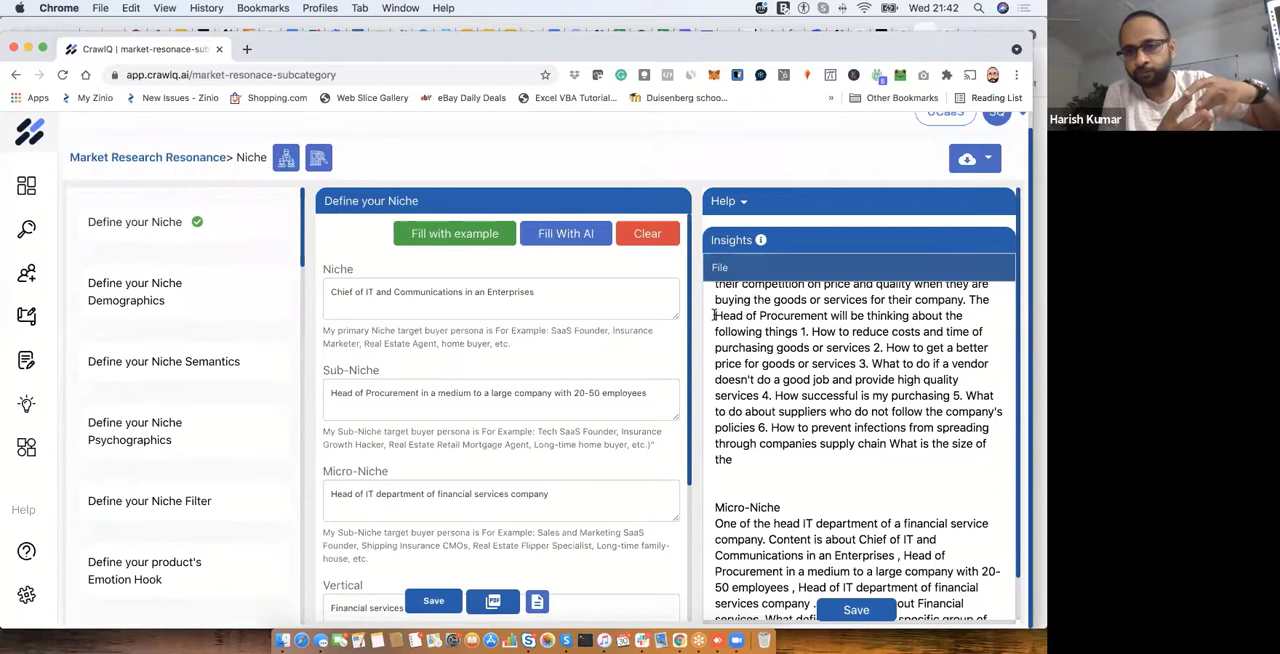 Chrome File Edit View History Bookmarks Profiles Tab Window Help
Wed 21:42
CrawlQ | market-resonace-sub
app.crawlq.ai/market-resonace-subcategory
Apps My Zinio New Issues - Zinio Shopping.com Web Slice Gallery eBay Daily Deals Excel VBA Tutorial... Duisenberg schoo... » Other Bookmarks Reading List
Harish Kumar
UCaaS SQ
Market Research Resonance> Niche
Define your Niche
Define your Niche
Demographics
Define your Niche Semantics
Define your Niche
Psychographics
Define your Niche Filter
Define your product's
Emotion Hook
Help
Define your Niche
Fill with example Fill With AI Clear
Niche
Chief of IT and Communications in an Enterprises
My primary Niche target buyer persona is For Example: SaaS Founder, Insurance
Marketer, Real Estate Agent, home buyer, etc.
Sub-Niche
Head of Procurement in a medium to a large company with 20-50 employees
My Sub-Niche target buyer persona is For Example: Tech SaaS Founder, Insurance
Growth Hacker, Real Estate Retail Mortgage Agent, Long-time home buyer, etc.)"
Micro-Niche
Head of IT department of financial services company
My Sub-Niche target buyer persona is For Example: Sales and Marketing SaaS
Founder, Shipping Insurance CMOs, Real Estate Flipper Specialist, Long-time family-
house, etc.
Vertical
Financial services
Save PDF
Help
Insights
File
their competition on price and quality when they are
buying the goods or services for their company. The
Head of Procurement will be thinking about the
following things 1. How to reduce costs and time of
purchasing goods or services 2. How to get a better
price for goods or services 3. What to do if a vendor
doesn't do a good job and provide high quality
services 4. How successful is my purchasing 5. What
to do about suppliers who do not follow the company's
policies 6. How to prevent infections from spreading
through companies supply chain What is the size of
the
Micro-Niche
One of the head IT department of a financial service
company. Content is about Chief of IT and
Communications in an Enterprises , Head of
Procurement in a medium to a large company with 20-
50 employees , Head of IT department of financial
services company . out Financial
services. What defi specific group of
Save